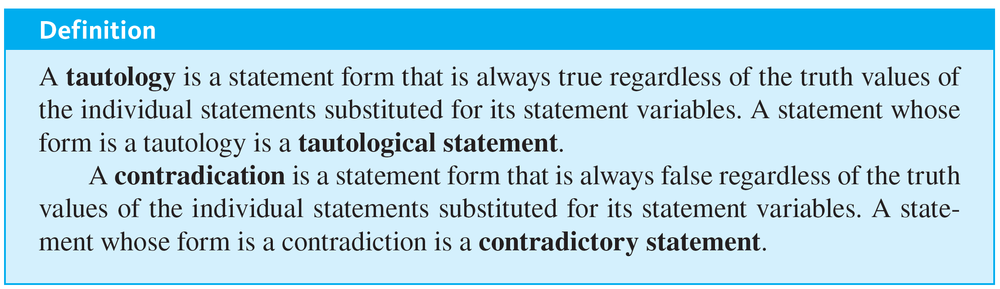 Definition
A tautology is a statement form that is always true regardless of the truth values of
the individual statements substituted for its statement variables. A statement whose
form is a tautology is a tautological statement.
A contradication is a statement form that is always false regardless of the truth
values of the individual statements substituted for its statement variables. A state-
ment whose form is a contradiction is a contradictory statement.